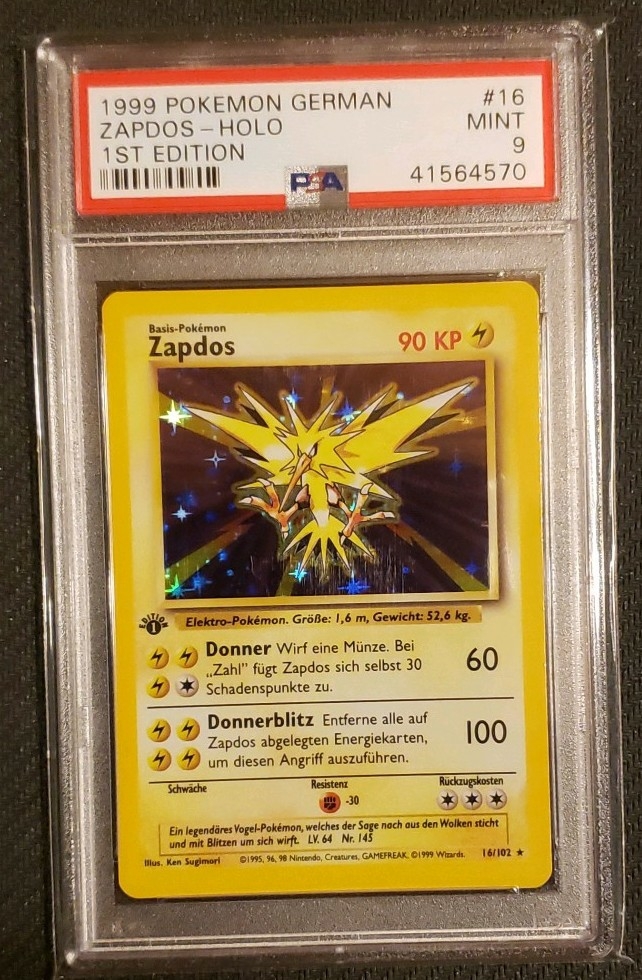 1999 POKEMON GERMAN #16
ZAPDOS – HOLO MINT
1ST EDITION 9
PSA 41564570
Basis-Pokémon
Zapdos 90 KP
Elektro-Pokémon. Größe: 1,6 m, Gewicht: 52,6 kg.
EDITION 1
Donner Wirf eine Münze. Bei
„Zahl" fügt Zapdos sich selbst 30
Schadenspunkte zu.
60
Donnerblitz Entferne alle auf
Zapdos abgelegten Energiekarten,
um diesen Angriff auszuführen.
100
Schwäche Resistenz Rückzugskosten
-30
Ein legendäres Vogel-Pokémon, welches der Sage nach aus den Wolken sticht
und mit Blitzen um sich wirft. LV. 64 Nr. 145
Illus. Ken Sugimori ©1995, 96, 98 Nintendo, Creatures, GAMEFREAK. ©1999 Wizards. 16/102 ★